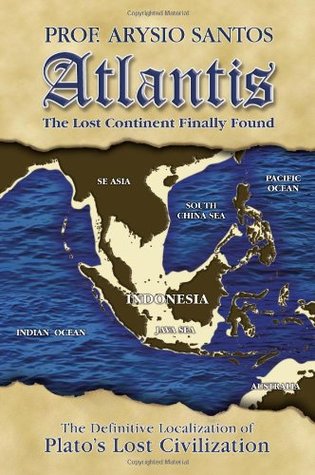 PROF. ARYSIO SANTOS
Atlantis
The Lost Continent Finally Found
PACIFIC
OCEAN
SE ASIA
SOUTH
CHINA SEA
INDONESIA
INDIAN OCEAN
JAVA SEA
AUSTRALIA
The Definitive Localization of
Plato's Lost Civilization